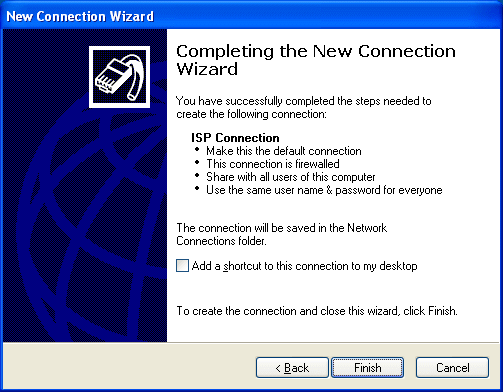 New Connection Wizard
Completing the New Connection
Wizard
You have successfully completed the steps needed to
create the following connection:
ISP Connection
• Make this the default connection
• This connection is firewalled
• Share with all users of this computer
• Use the same user name & password for everyone
The connection will be saved in the Network
Connections folder.
Add a shortcut to this connection to my desktop
To create the connection and close this wizard, click Finish.
< Back
Finish
Cancel